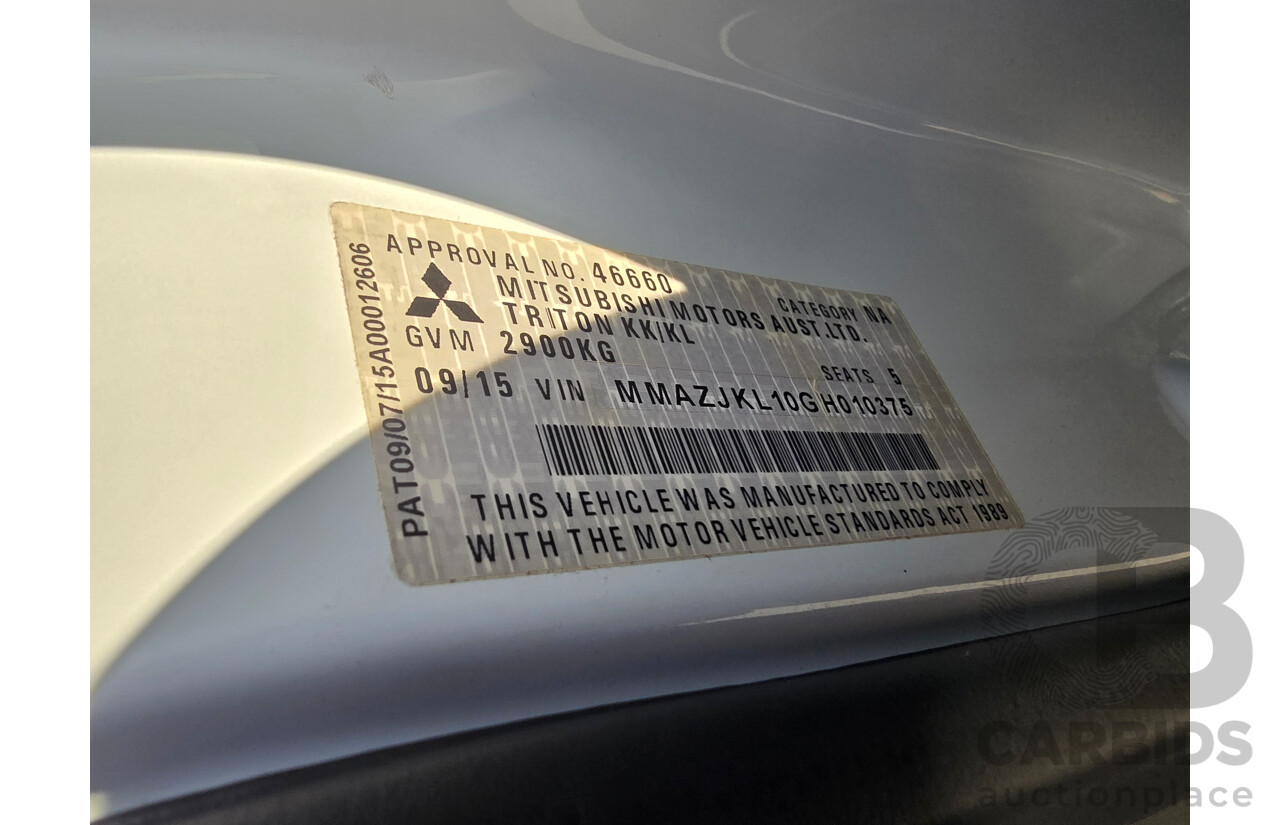 APPROVAL NO. 46660 CATEGORY NA
MITSUBISHI MOTORS AUST.LTD.
TRITON KK/KL
GVM 2900KG
SEATS 5
09/15 VIN MMAZJKL10GH010375
THIS VEHICLE WAS MANUFACTURED TO COMPLY
WITH THE MOTOR VEHICLE STANDARDS ACT 1989
PAT09/07/15A00012606
B
CARBIDS
auctionplace